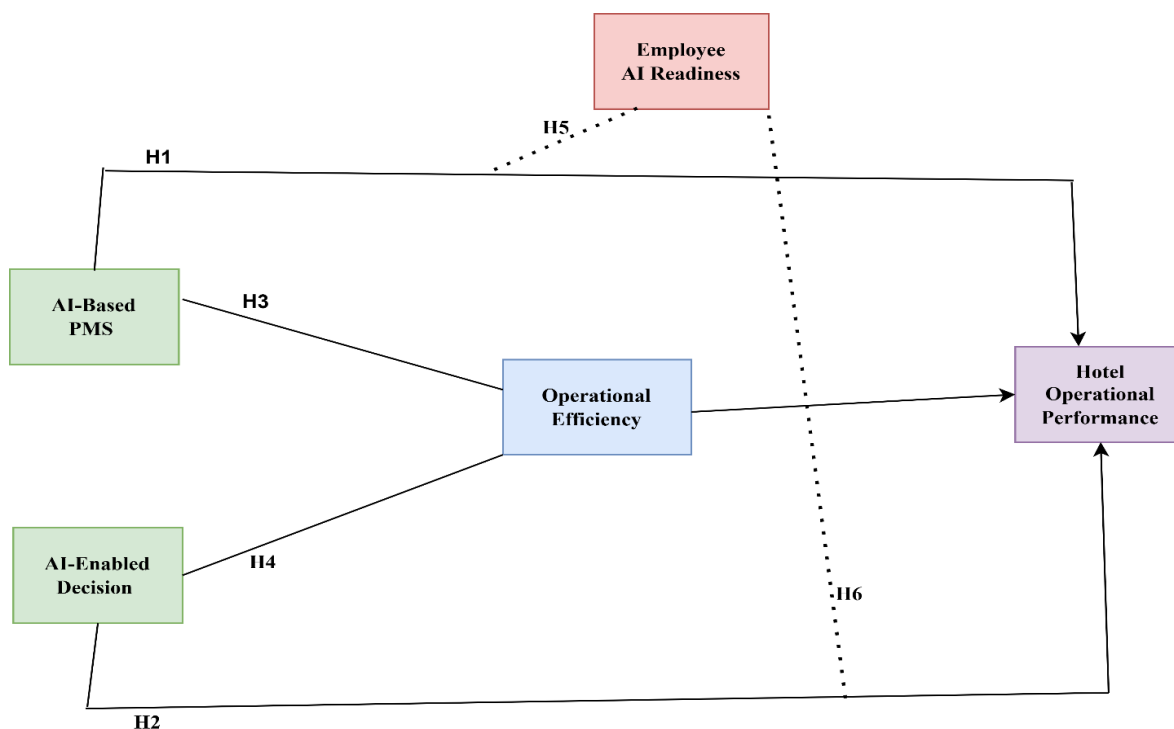 Employee
AI Readiness
H5
H1
AI-Based
PMS
H3
Operational
Efficiency
Hotel
Operational
Performance
AI-Enabled
Decision
H4
H6
H2